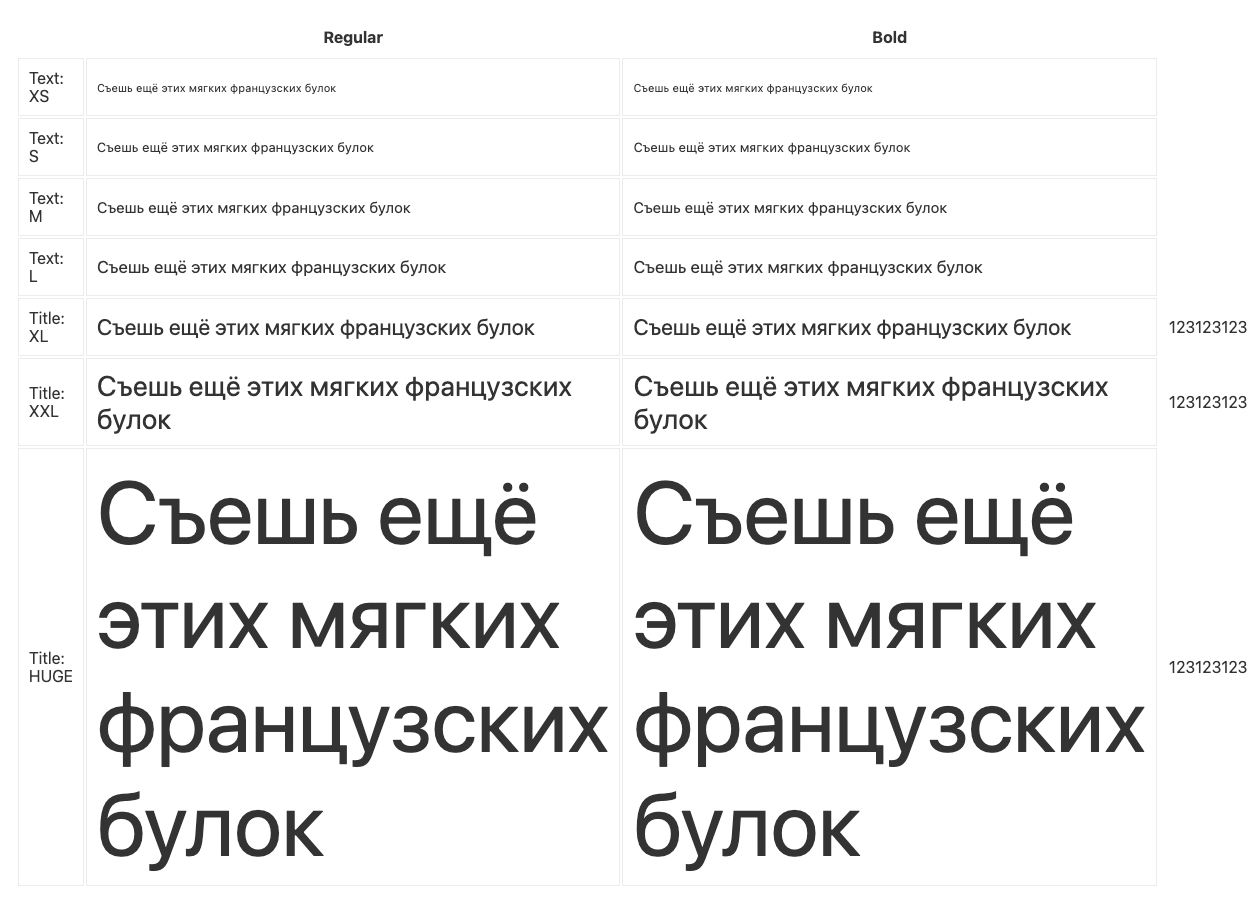 Regular Bold
Text:
XS
Съешь ещё этих мягких французских булок
Съешь ещё этих мягких французских булок
Text:
S
Съешь ещё этих мягких французских булок
Съешь ещё этих мягких французских булок
Text:
M
Съешь ещё этих мягких французских булок
Съешь ещё этих мягких французских булок
Text:
L
Съешь ещё этих мягких французских булок
Съешь ещё этих мягких французских булок
Title:
XL
Съешь ещё этих мягких французских булок
Съешь ещё этих мягких французских булок
123123123
Title:
XXL
Съешь ещё этих мягких французских
булок
Съешь ещё этих мягких французских
булок
123123123
Title:
HUGE
Съешь ещё
этих мягких
французских
булок
Съешь ещё
этих мягких
французских
булок
123123123